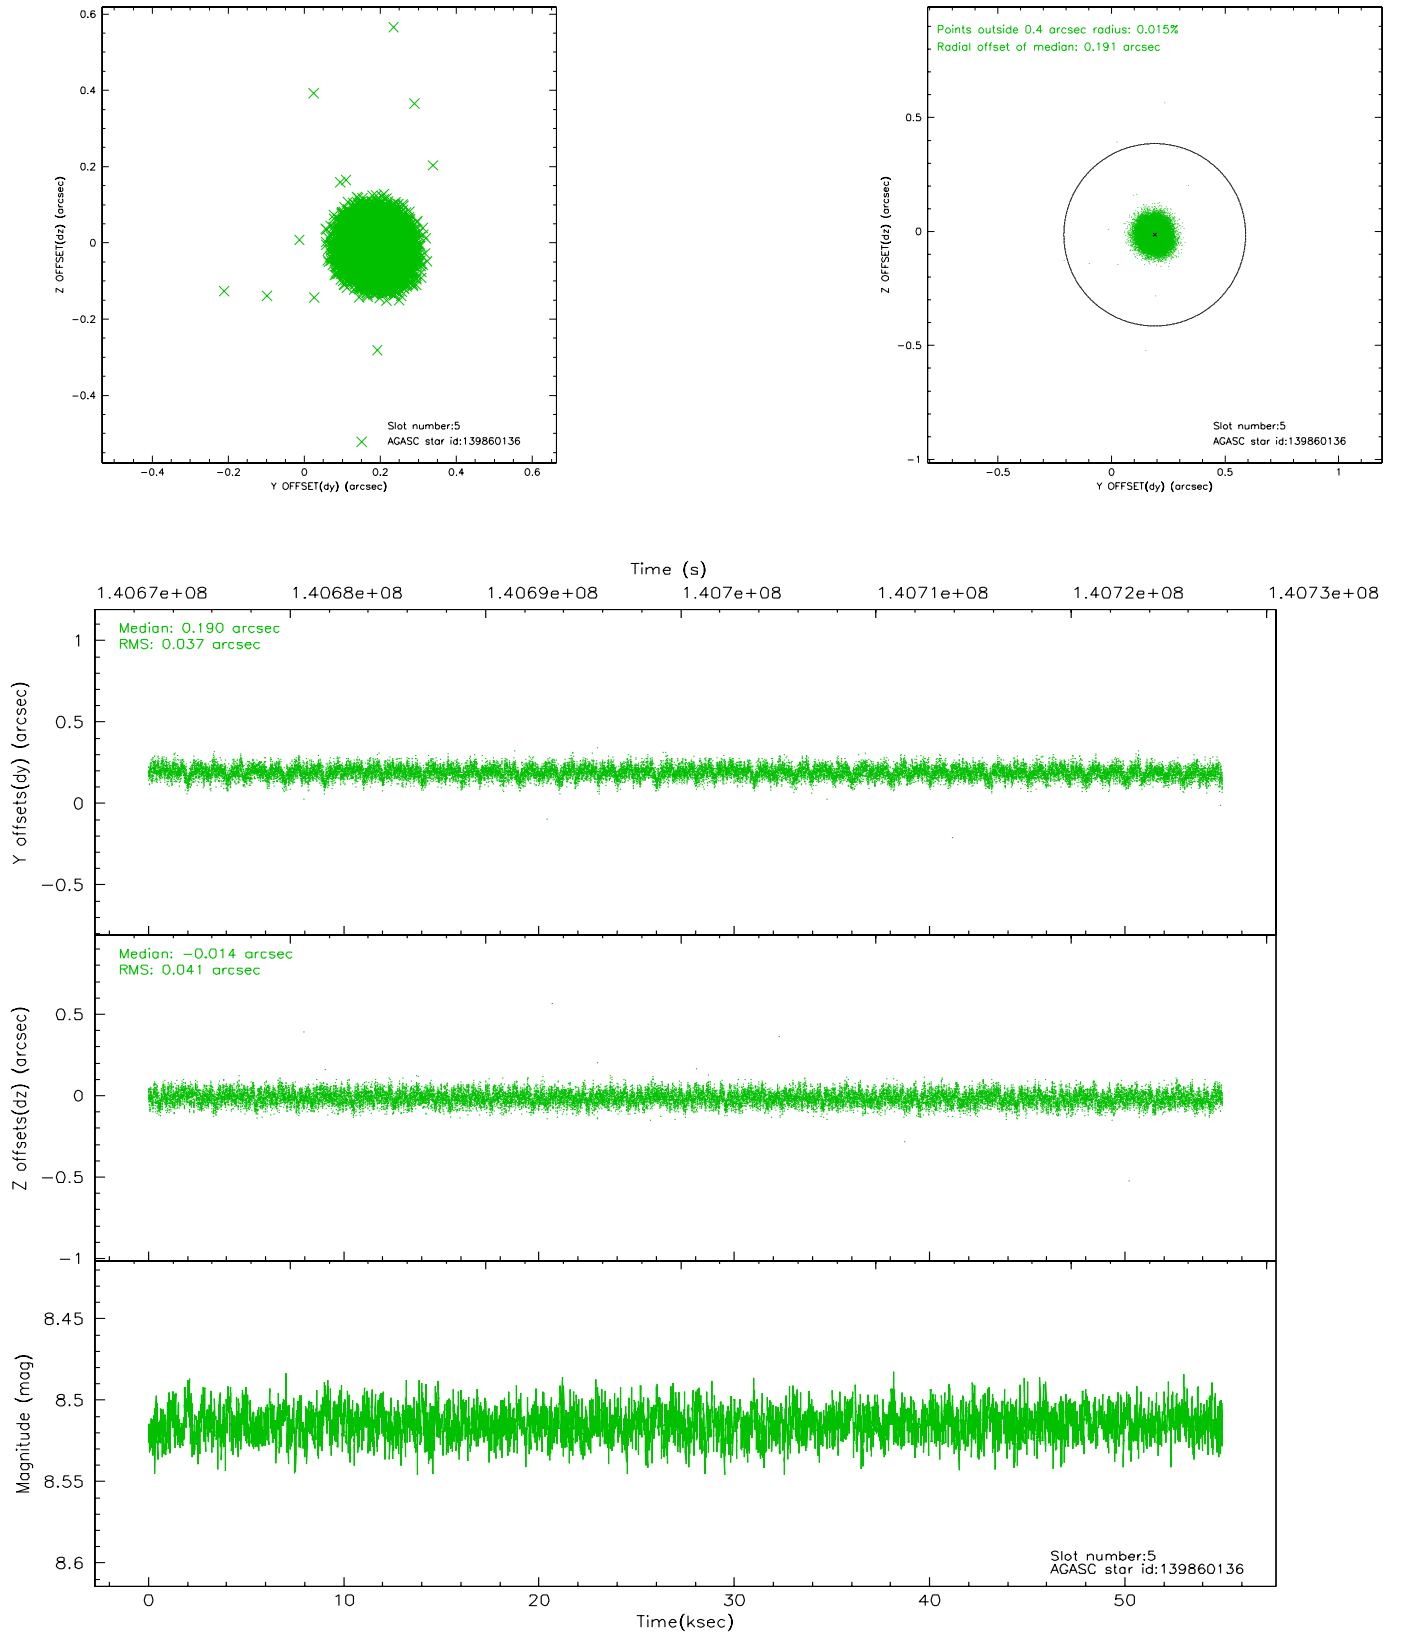 0.6
0.4
0.2
0
−0.2
−0.4
Z OFFSET(dz) (arcsec)
Slot number:5
AGASC star id:139860136
−0.4 −0.2 0 0.2 0.4 0.6
Y OFFSET(dy) (arcsec)
Points outside 0.4 arcsec radius: 0.015%
Radial offset of median: 0.191 arcsec
0.5
0
−0.5
−1
Z OFFSET(dz) (arcsec)
Slot number:5
AGASC star id:139860136
−0.5 0 0.5 1
Y OFFSET(dy) (arcsec)
Time (s)
1.4067e+08 1.4068e+08 1.4069e+08 1.407e+08 1.4071e+08 1.4072e+08 1.4073e+08
Median: 0.190 arcsec
RMS: 0.037 arcsec
1
0.5
0
−0.5
Y offsets(dy) (arcsec)
Median: −0.014 arcsec
RMS: 0.041 arcsec
0.5
0
−0.5
−1
Z offsets(dz) (arcsec)
8.45
8.5
8.55
8.6
Magnitude (mag)
Slot number:5
AGASC star id:139860136
0 10 20 30 40 50
Time(ksec)